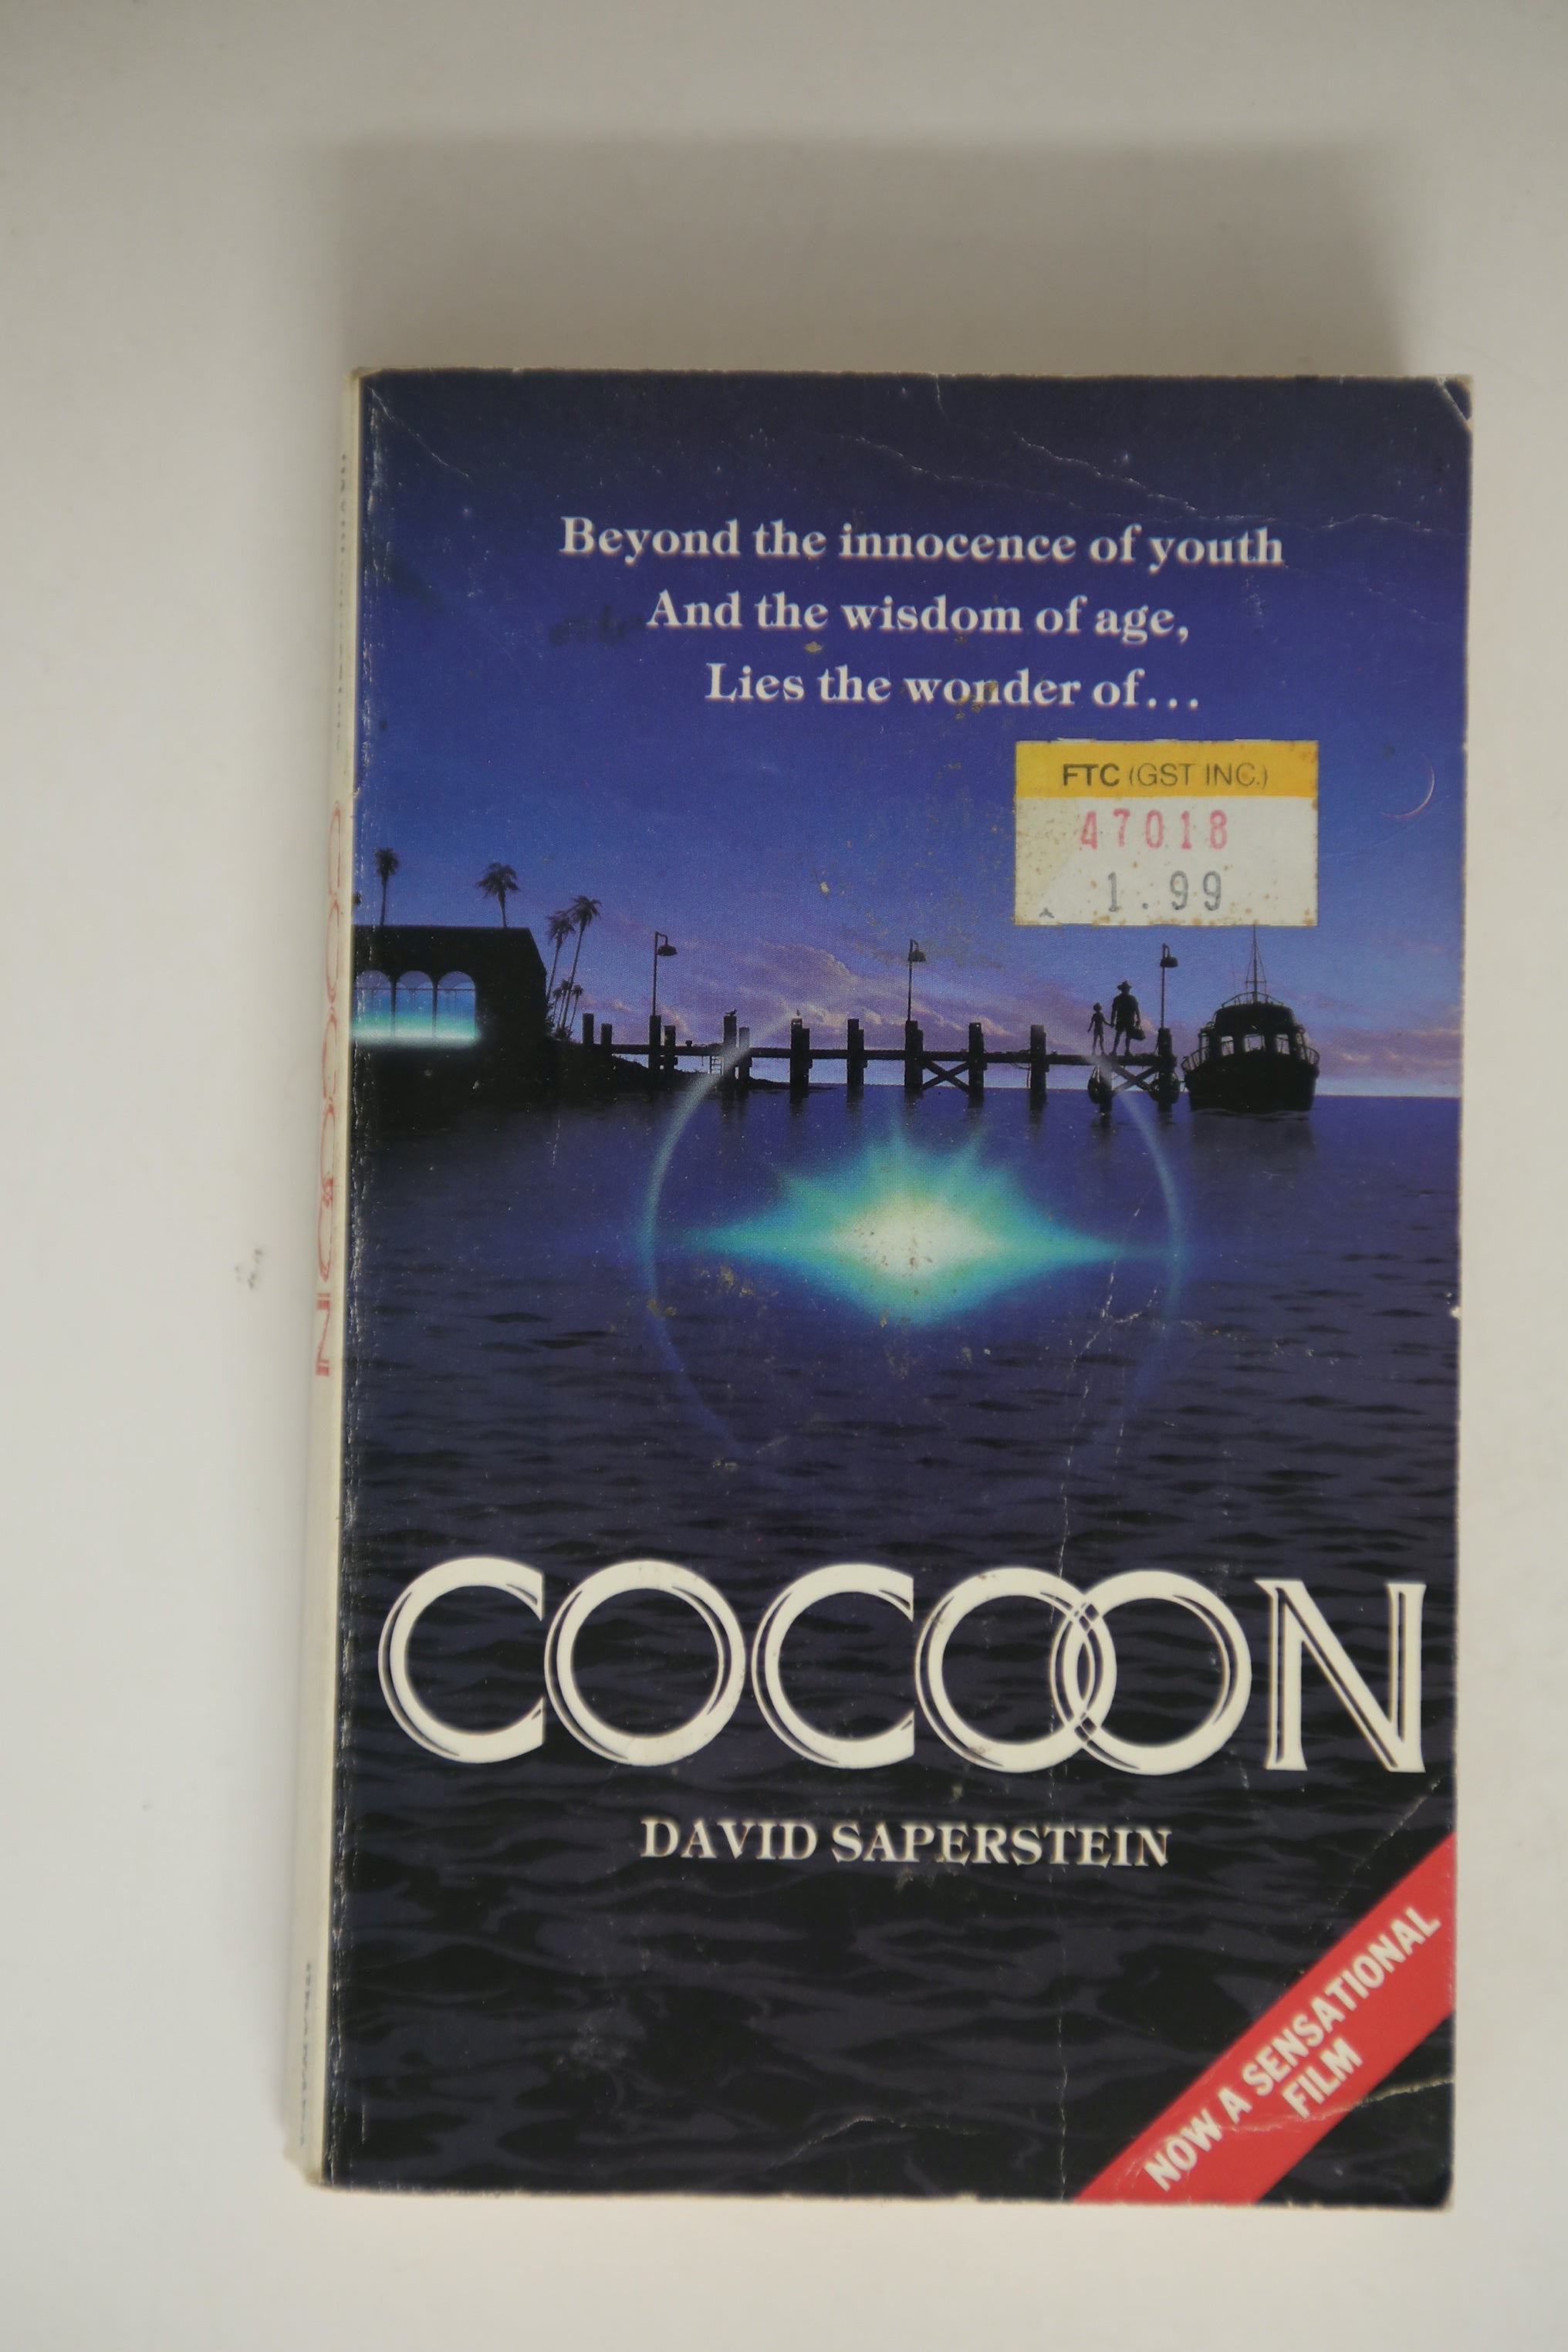 Beyond the innocence of youth
And the wisdom of age,
Lies the wonder of...
FTC (GST INC.)
47018
1.99
COCOON
DAVID SAPERSTEIN
NOW A SENSATIONAL
FILM
COCOON